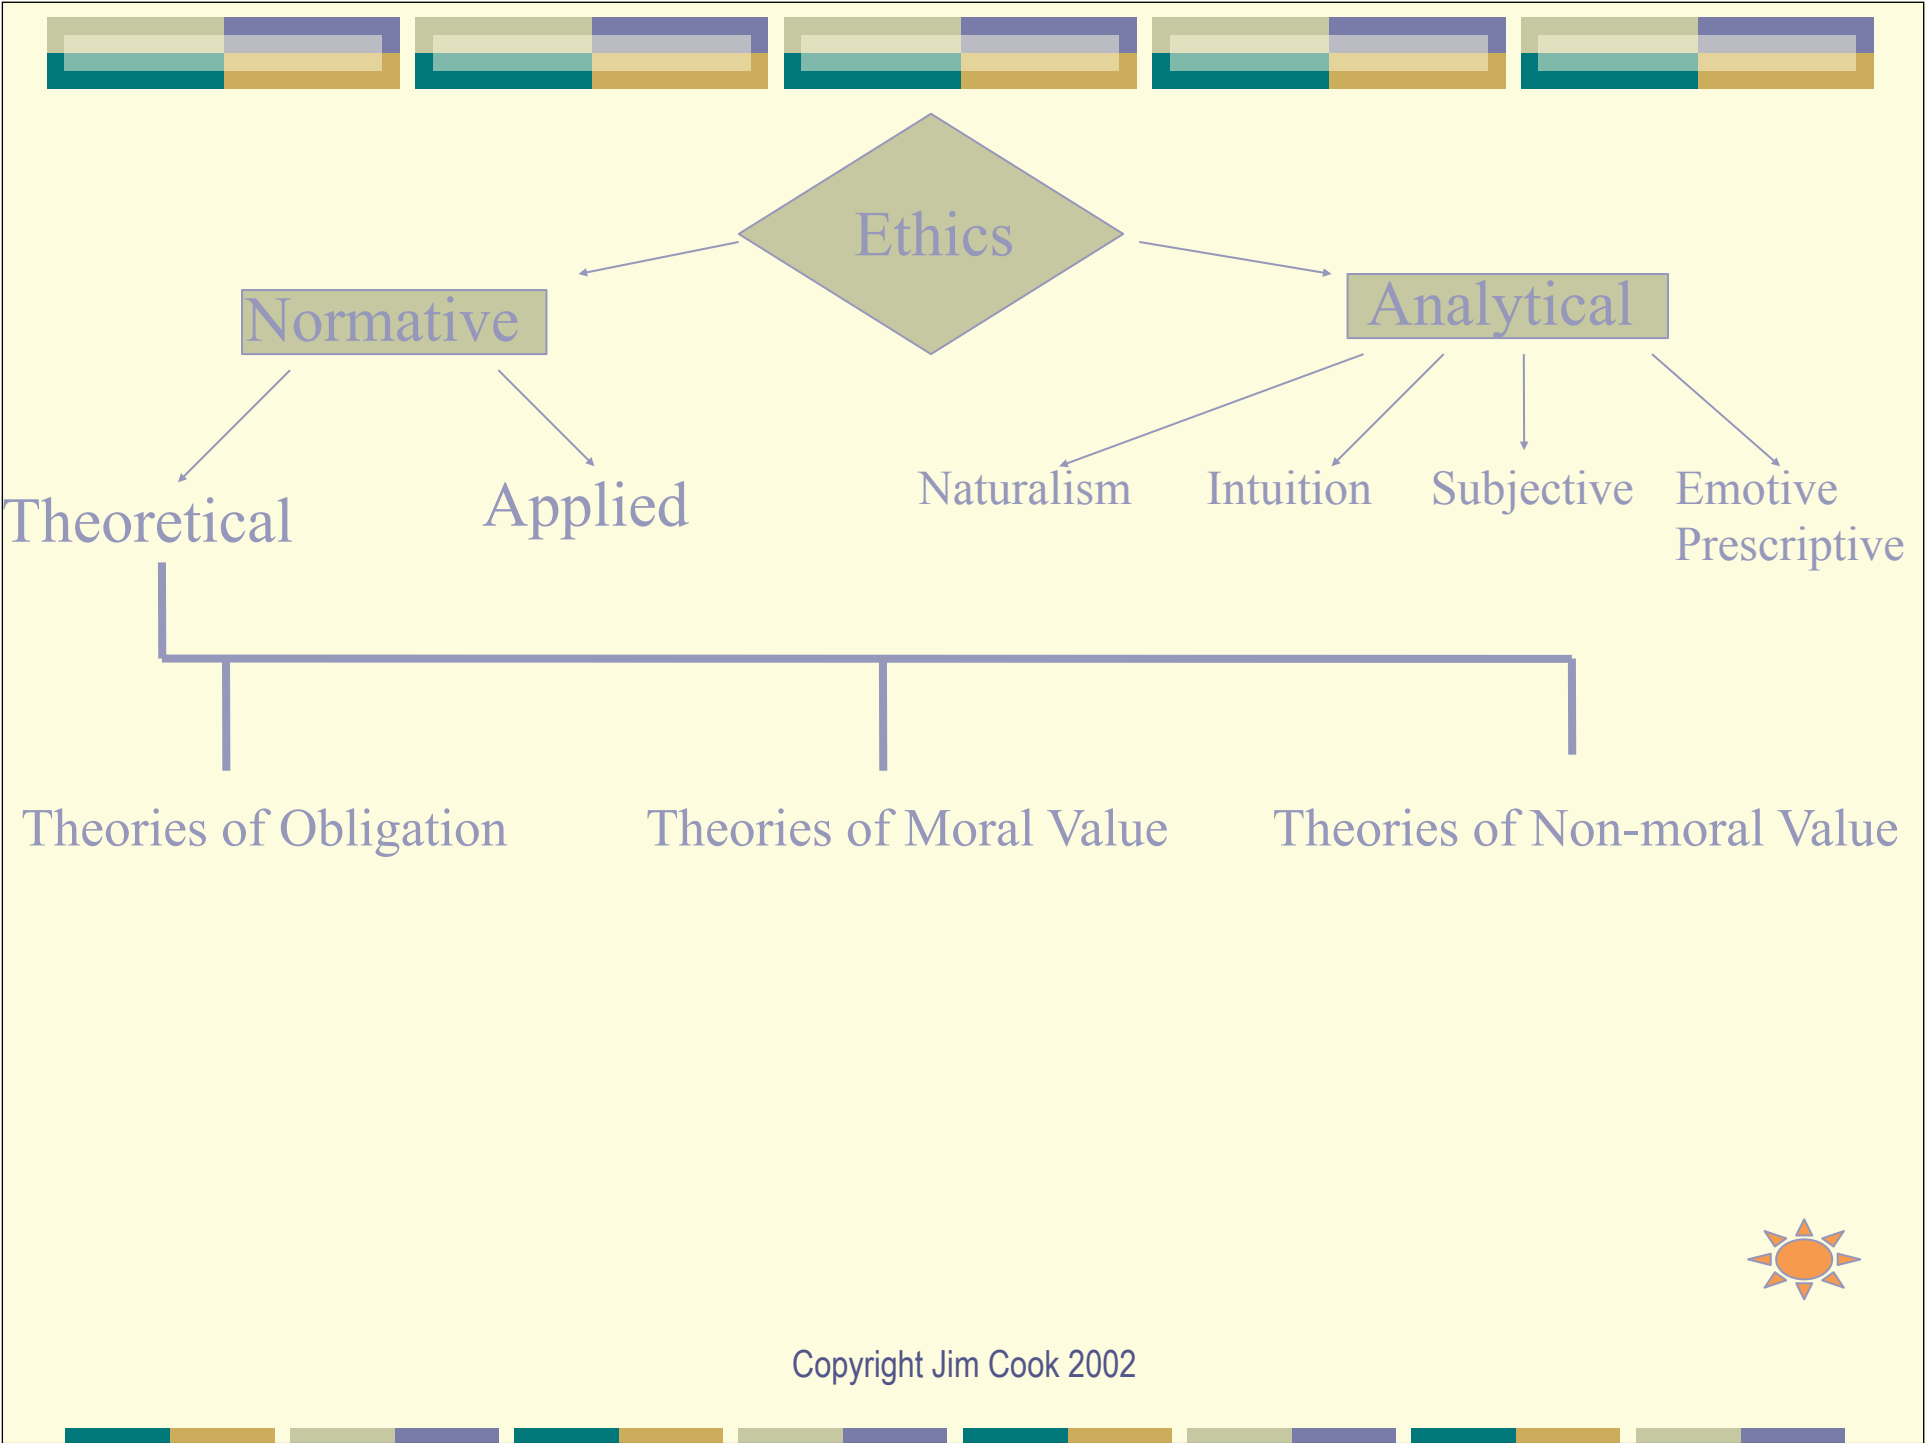 Ethics
Normative
Analytical
Theoretical
Applied
Naturalism
Intuition
Subjective
Emotive
Prescriptive
Theories of Obligation
Theories of Moral Value
Theories of Non-moral Value
Copyright Jim Cook 2002